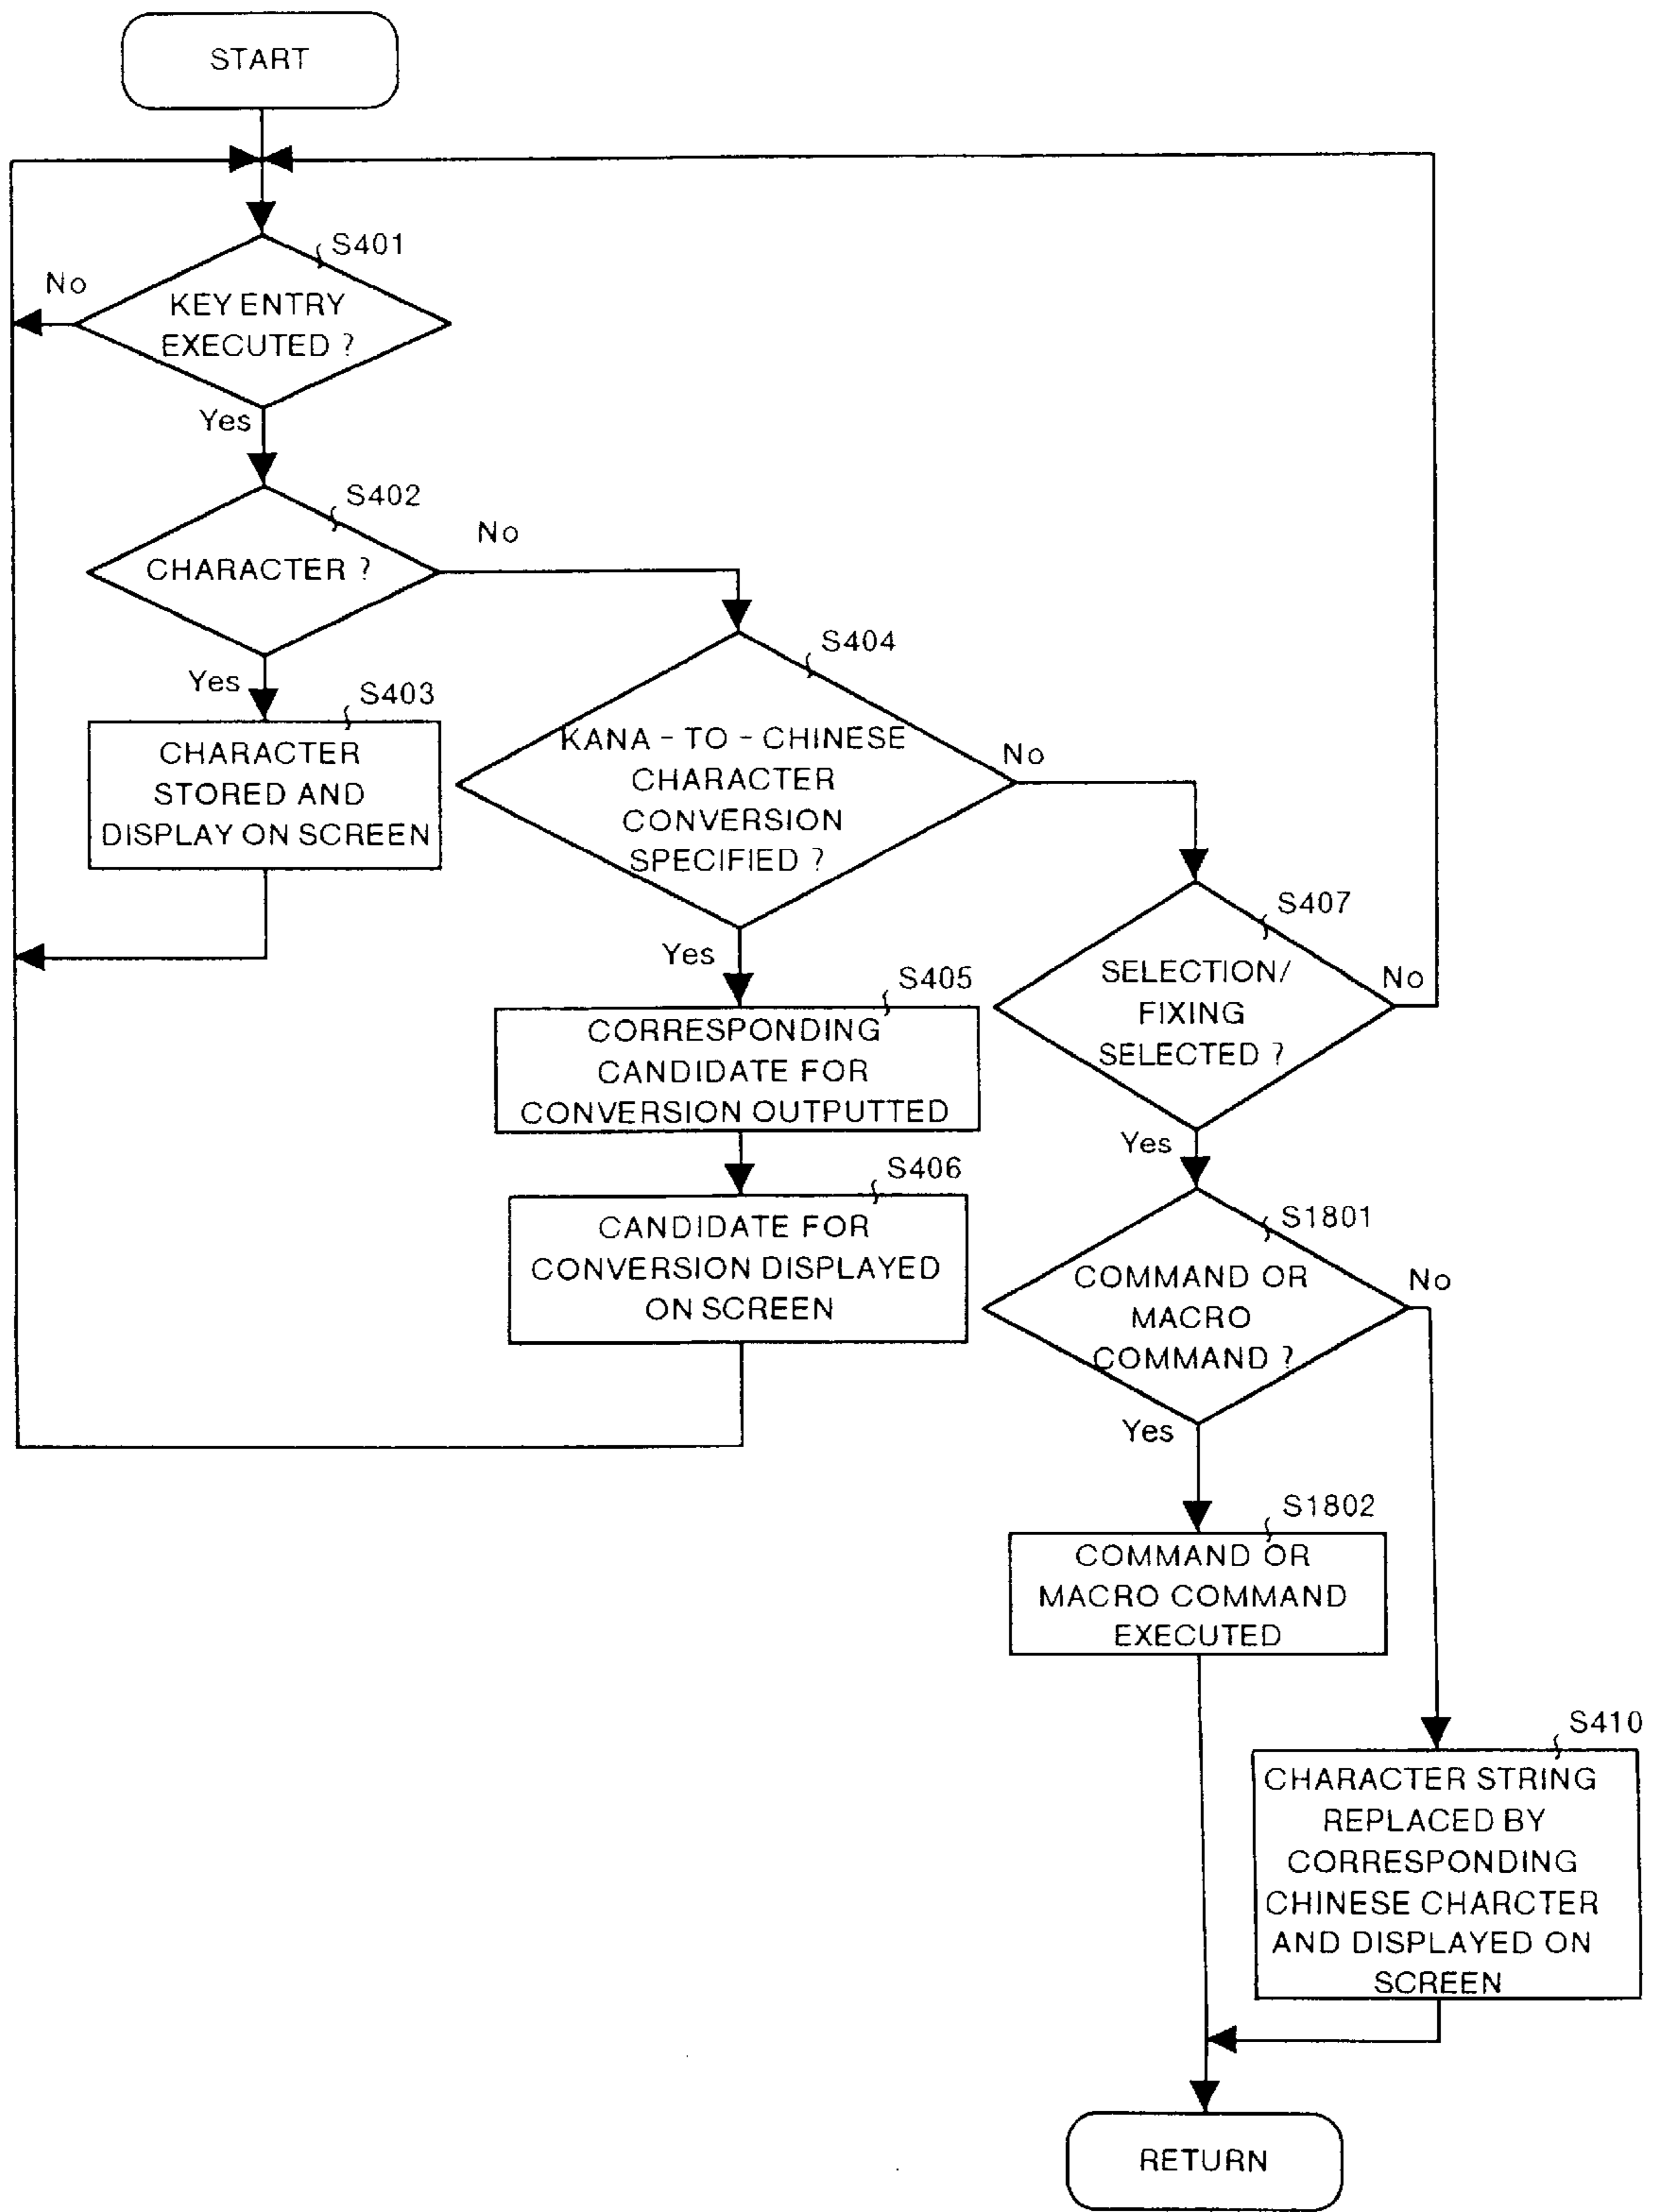 START
S401
No
KEY ENTRY
EXECUTED ?
Yes
S402
No
CHARACTER ?
Yes
S403
CHARACTER
STORED AND
DISPLAY ON SCREEN
S404
KANA - TO - CHINESE
CHARACTER
CONVERSION
SPECIFIED ?
No
Yes
S405
CORRESPONDING
CANDIDATE FOR
CONVERSION OUTPUTTED
S406
CANDIDATE FOR
CONVERSION DISPLAYED
ON SCREEN
S407
SELECTION/
FIXING
SELECTED ?
No
Yes
S1801
COMMAND OR
MACRO
COMMAND ?
No
Yes
S1802
COMMAND OR
MACRO COMMAND
EXECUTED
S410
CHARACTER STRING
REPLACED BY
CORRESPONDING
CHINESE CHARCTER
AND DISPLAYED ON
SCREEN
RETURN